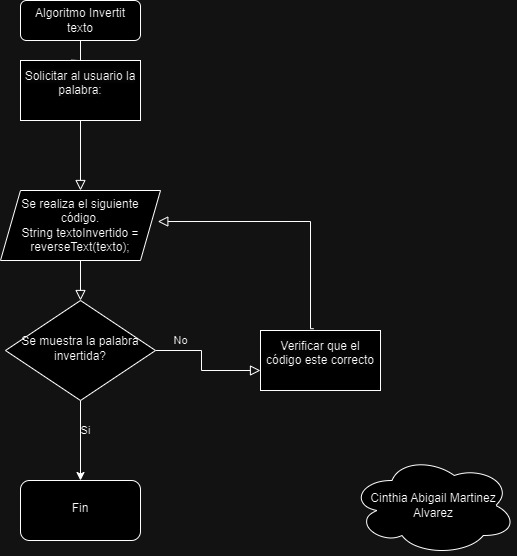 Algoritmo Invertit
texto
Solicitar al usuario la
palabra:
Se realiza el siguiente
código.
String textoInvertido =
reverseText(texto);
Se muestra la palabra
invertida?
No
Verificar que el
código este correcto
Si
Fin
Cinthia Abigail Martinez
Alvarez